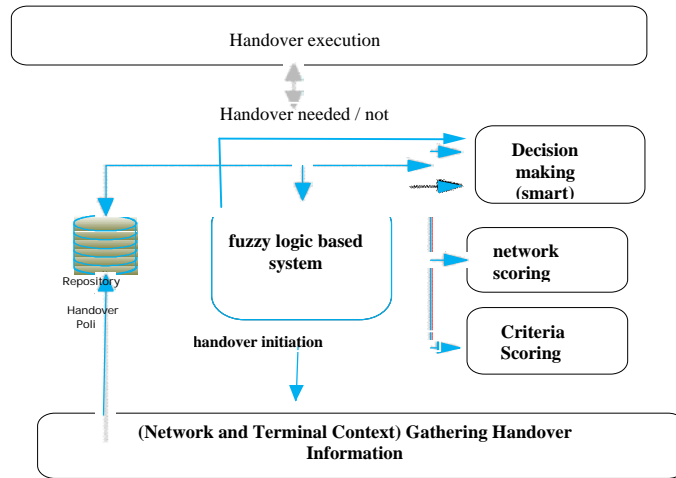 Handover execution
Handover needed / not
Decision
making
(smart)
fuzzy logic based
system
network
scoring
Repository
Handover
Poli
handover initiation
Criteria
Scoring
(Network and Terminal Context) Gathering Handover
Information